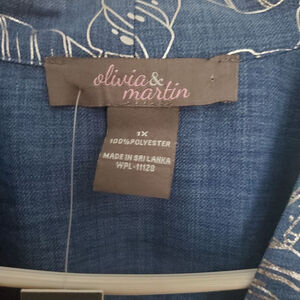 olivia &
martin
1X
100% POLYESTER
MADE IN SRI LANKA
WPL-11128